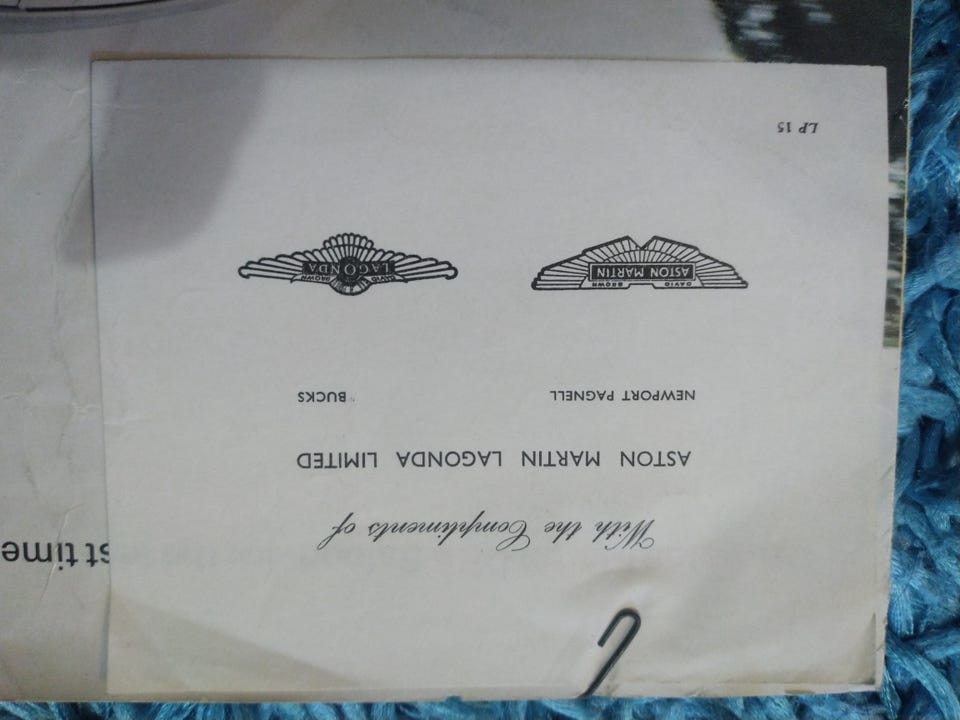 With the Compliments of
ASTON MARTIN LAGONDA LIMITED
NEWPORT PAGNELL BUCKS
DAVID BROWN
ASTON MARTIN
DAVID BROWN
LAGONDA
LP 15
st time